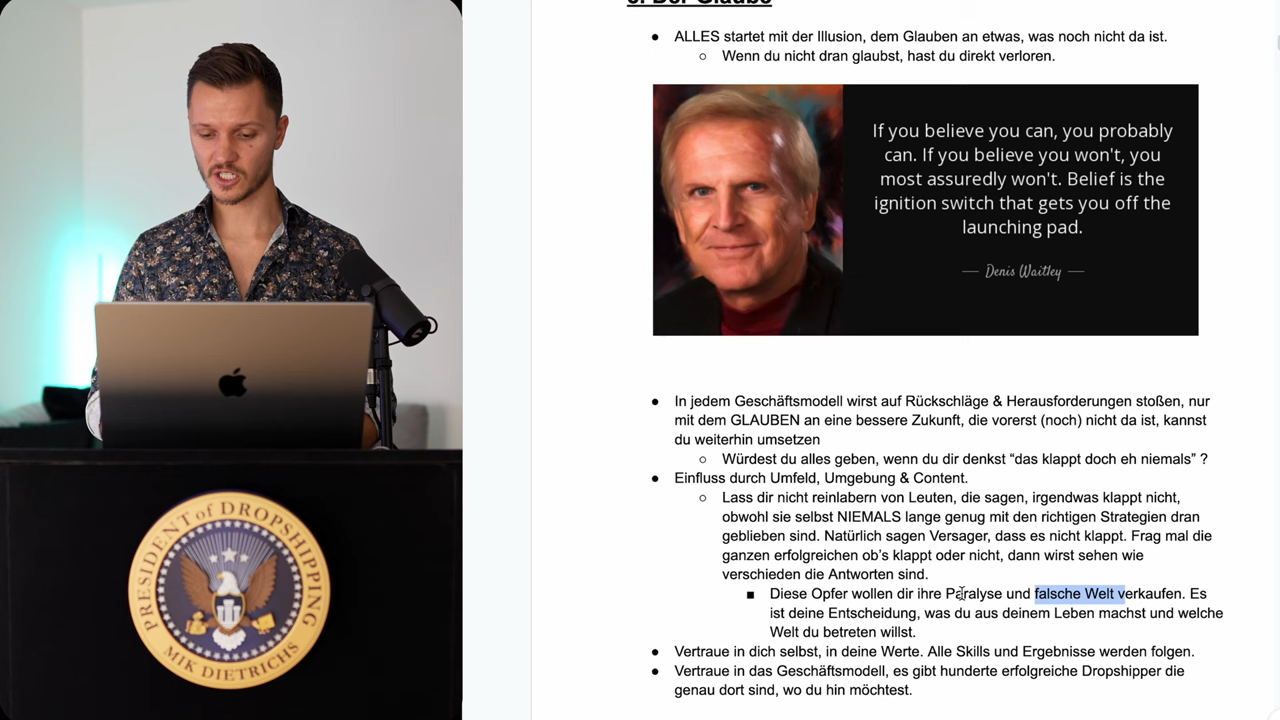 Der Glaube
ALLES startet mit der Illusion, dem Glauben an etwas, was noch nicht da ist.
Wenn du nicht dran glaubst, hast du direkt verloren.
If you believe you can, you probably
can. If you believe you won't, you
most assuredly won't. Belief is the
ignition switch that gets you off the
launching pad.
— Denis Waitley —
In jedem Geschäftsmodell wirst auf Rückschläge & Herausforderungen stoßen, nur
mit dem GLAUBEN an eine bessere Zukunft, die vorerst (noch) nicht da ist, kannst
du weiterhin umsetzen
Würdest du alles geben, wenn du dir denkst “das klappt doch eh niemals” ?
Einfluss durch Umfeld, Umgebung & Content.
Lass dir nicht reinlabern von Leuten, die sagen, irgendwas klappt nicht,
obwohl sie selbst NIEMALS lange genug mit den richtigen Strategien dran
geblieben sind. Natürlich sagen Versager, dass es nicht klappt. Frag mal die
ganzen erfolgreichen ob’s klappt oder nicht, dann wirst sehen wie
verschieden die Antworten sind.
Diese Opfer wollen dir ihre Paralyse und falsche Welt verkaufen. Es
ist deine Entscheidung, was du aus deinem Leben machst und welche
Welt du betreten willst.
Vertraue in dich selbst, in deine Werte. Alle Skills und Ergebnisse werden folgen.
Vertraue in das Geschäftsmodell, es gibt hunderte erfolgreiche Dropshipper die
genau dort sind, wo du hin möchtest.
PRESIDENT of DROPSHIPPING
MIK DIETRICHS